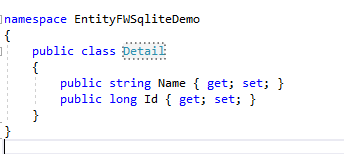 namespace EntityFWSqliteDemo
{
public class Detail
{
public string Name { get; set; }
public long Id { get; set; }
}
}